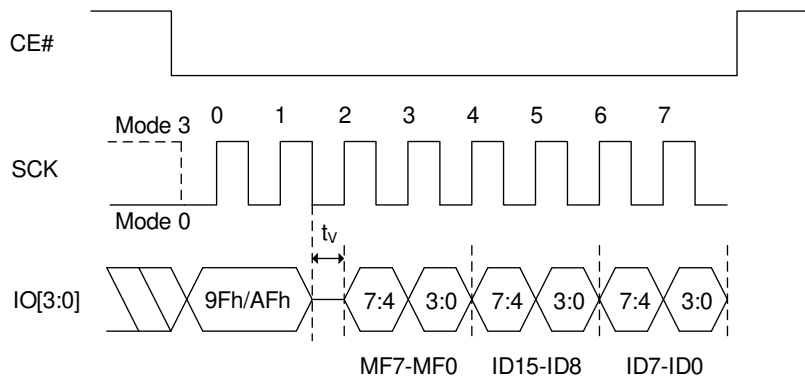 CE#
0 1 2 3 4 5 6 7
Mode 3
SCK
Mode 0
tV
IO[3:0] 9Fh/AFh 7:4 3:0 7:4 3:0 7:4 3:0
MF7-MF0 ID15-ID8 ID7-ID0